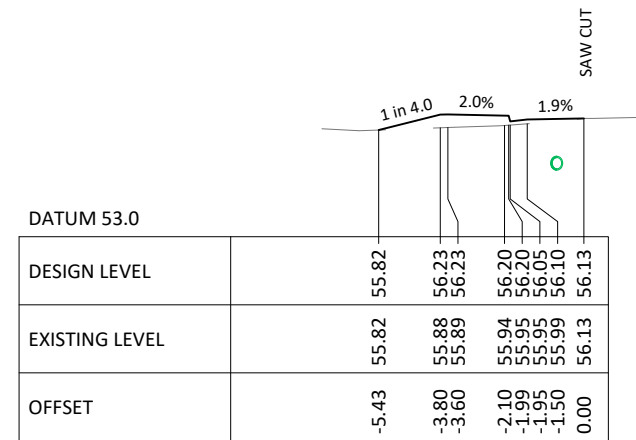 SAW CUT
1 in 4.0 2.0% 1.9%
DATUM 53.0
DESIGN LEVEL 55.82 56.23 56.23 56.20 56.20 56.05 56.10 56.13
EXISTING LEVEL 55.82 55.88 55.89 55.94 55.95 55.95 55.99 56.13
OFFSET -5.43 -3.80 -3.60 -2.10 -1.99 -1.95 -1.50 0.00